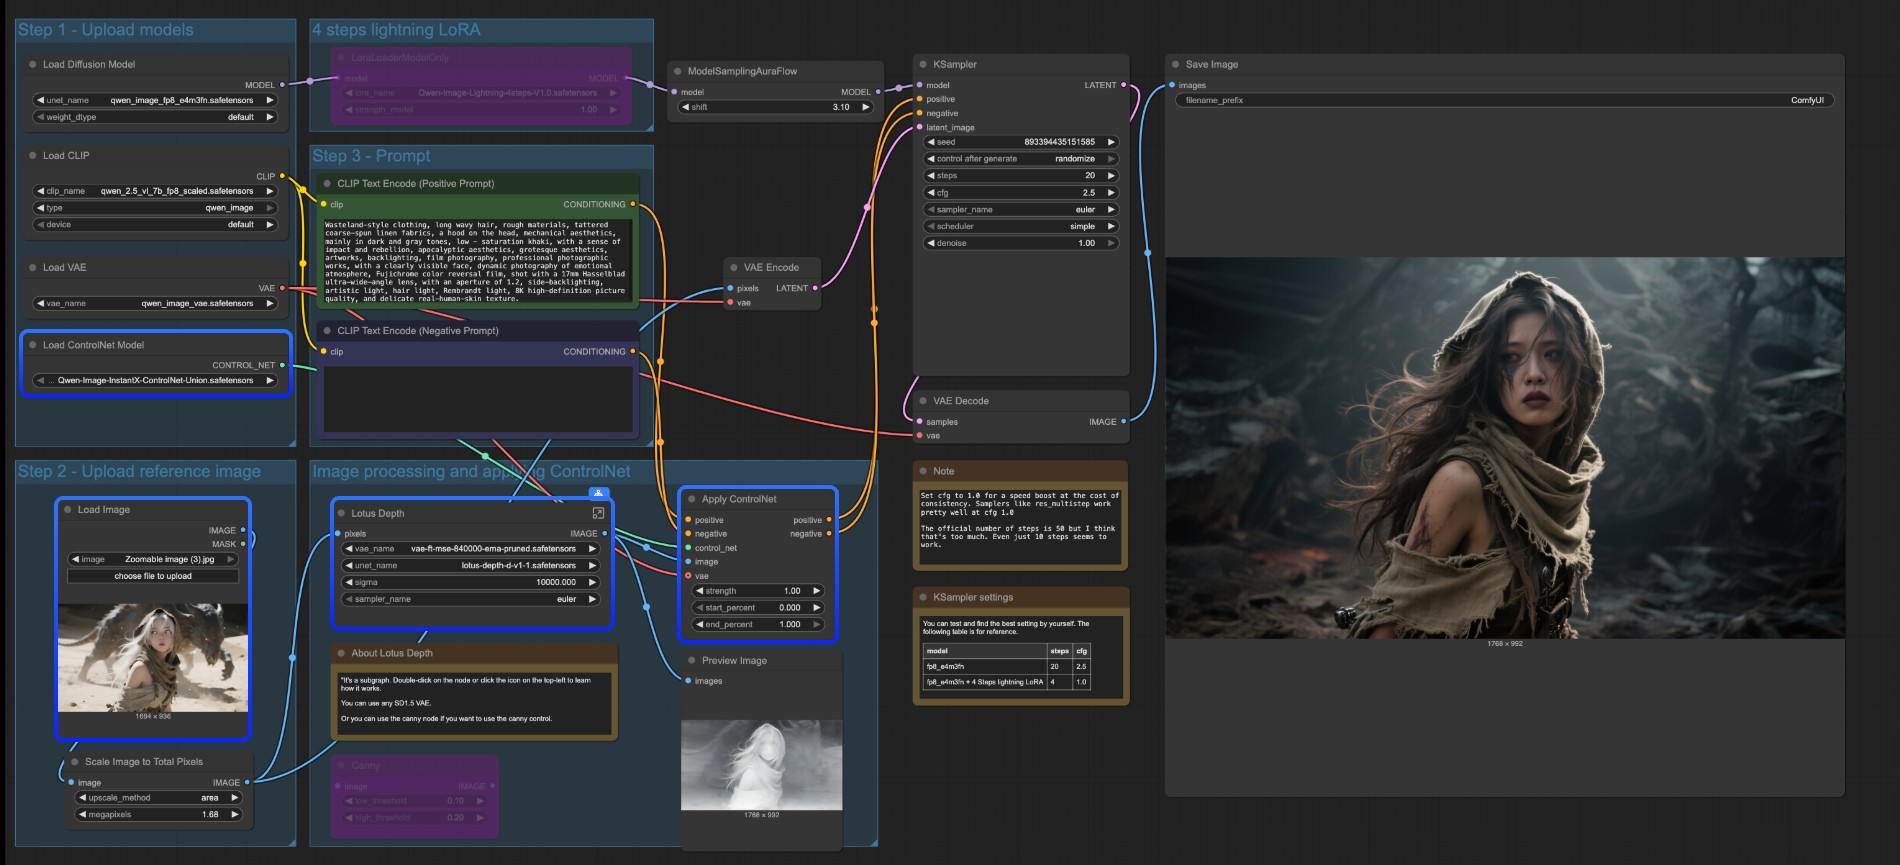 Step 1 - Upload models
Load Diffusion Model
MODEL
unet_name qwen_image_fp8_e4m3fn.safetensors
weight_dtype default
Load CLIP
CLIP
clip_name qwen_2.5_vl_7b_fp8_scaled.safetensors
type qwen_image
device default
Load VAE
VAE
vae_name qwen_image_vae.safetensors
Load ControlNet Model
CONTROL_NET
... Qwen-Image-InstantX-ControlNet-Union.safetensors
4 steps lightning LoRA
LoraLoaderModelOnly
model MODEL
lora_name Qwen-Image-Lightning-4steps-V1.0.safetensors
strength_model 1.00
Step 3 - Prompt
CLIP Text Encode (Positive Prompt)
clip CONDITIONING
Wasteland-style clothing, long wavy hair, rough materials, tattered
coarse-spun linen fabrics, a hood on the head, mechanical aesthetics,
mainly in dark and gray tones, low - saturation khaki, with a sense of
impact and rebellion, apocalyptic aesthetics, grotesque aesthetics,
artworks, backlighting, film photography, professional photographic
works, with a clearly visible face, dynamic photography of emotional
atmosphere, Fujichrome color reversal film, shot with a 17mm Hasselblad
ultra-wide-angle lens, with an aperture of 1.2, side-backlighting,
artistic light, hair light, Rembrandt light, 8K high-definition picture
quality, and delicate real-human-skin texture.
CLIP Text Encode (Negative Prompt)
clip CONDITIONING
ModelSamplingAuraFlow
model MODEL
shift 3.10
VAE Encode
pixels LATENT
vae
KSampler
model LATENT
positive
negative
latent_image
seed 893394435151585
control after generate randomize
steps 20
cfg 2.5
sampler_name euler
scheduler simple
denoise 1.00
VAE Decode
samples IMAGE
vae
Save Image
images
filename_prefix ComfyUI
1768 × 992
Step 2 - Upload reference image
Load Image
IMAGE
MASK
image Zoomable image (3).jpg
choose file to upload
1694 × 936
Scale Image to Total Pixels
image IMAGE
upscale_method area
megapixels 1.68
Image processing and applying ControlNet
Lotus Depth
pixels IMAGE
vae_name vae-ft-mse-840000-ema-pruned.safetensors
unet_name lotus-depth-d-v1-1.safetensors
sigma 10000.000
sampler_name euler
About Lotus Depth
"It's a subgraph. Double-click on the node or click the icon on the top-left to learn
how it works.
You can use any SD1.5 VAE.
Or you can use the canny node if you want to use the canny control.
Canny
image IMAGE
low_threshold 0.10
high_threshold 0.20
Apply ControlNet
positive positive
negative negative
control_net
image
vae
strength 1.00
start_percent 0.000
end_percent 1.000
Preview Image
images
1768 × 992
Note
Set cfg to 1.0 for a speed boost at the cost of
consistency. Samplers like res_multistep work
pretty well at cfg 1.0
The official number of steps is 50 but I think
that's too much. Even just 10 steps seems to
work.
KSampler settings
You can test and find the best setting by yourself. The
following table is for reference.
model steps cfg
fp8_e4m3fn 20 2.5
fp8_e4m3fn + 4 Steps lightning LoRA 4 1.0